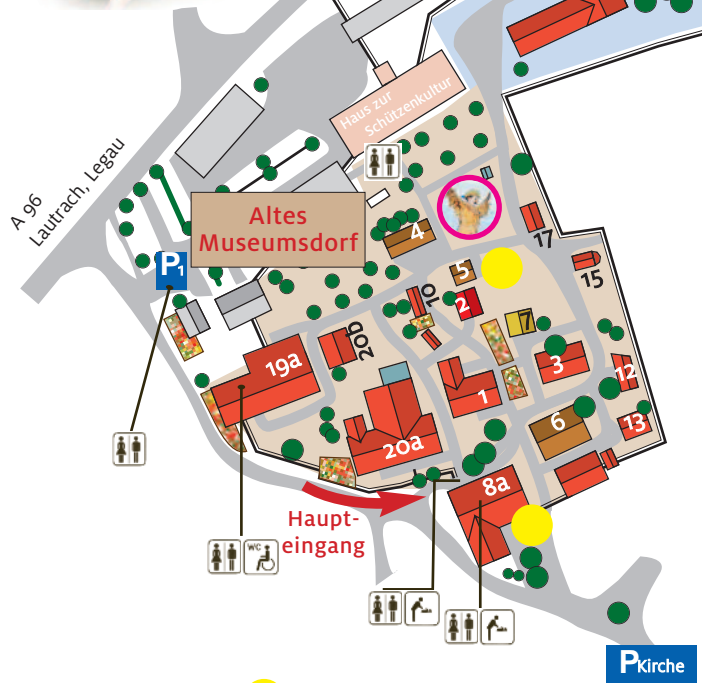 Haus zur
Schützenkultur
A 96
Lautrach, Legau
Altes
Museumsdorf
P1
4
17
5
15
10
2
7
20b
19a
3
12
1
6
13
20a
8a
Haupt-
eingang
WC
PKirche